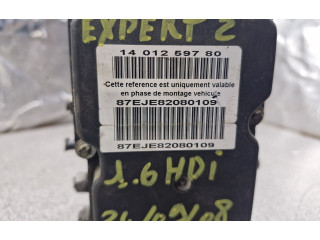 EXPERT 2
14 012 597 80
Cette reference est uniquement valable
en phase de montage vehicule
87EJE82080109
87EJE82080109
1.6 HDi